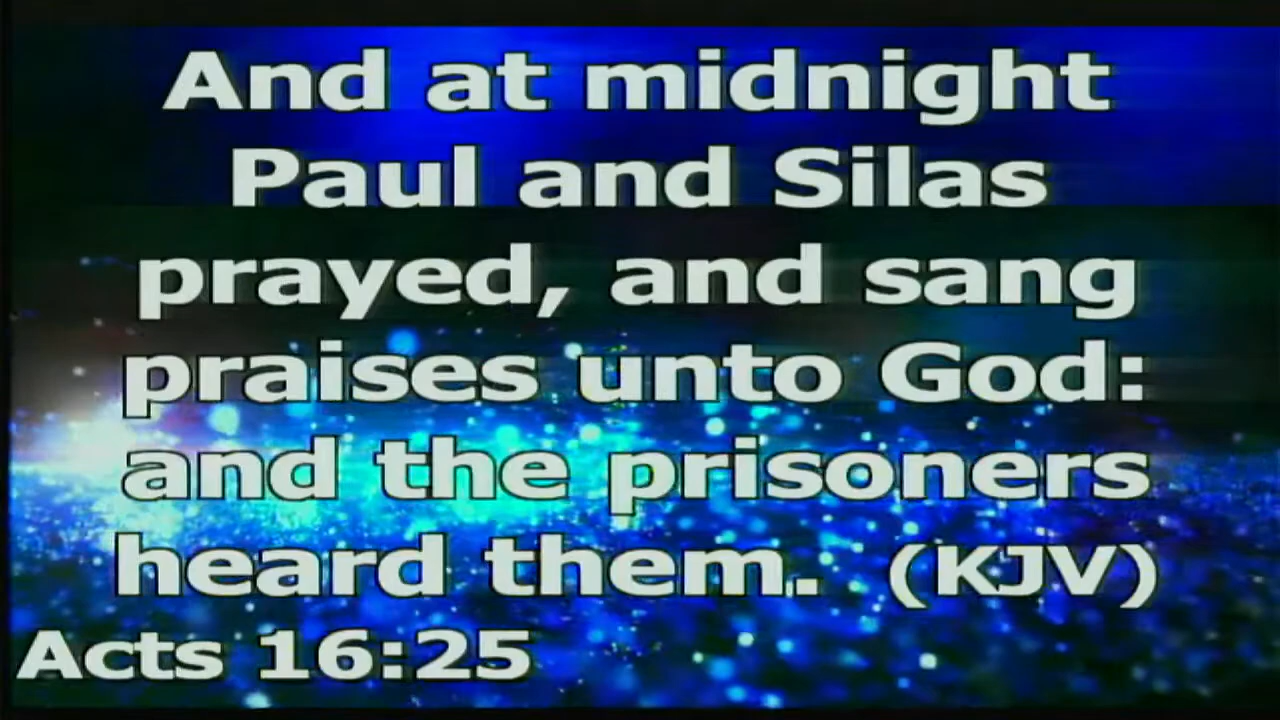 And at midnight
Paul and Silas
prayed, and sang
praises unto God:
and the prisoners
heard them. (KJV)
Acts 16:25